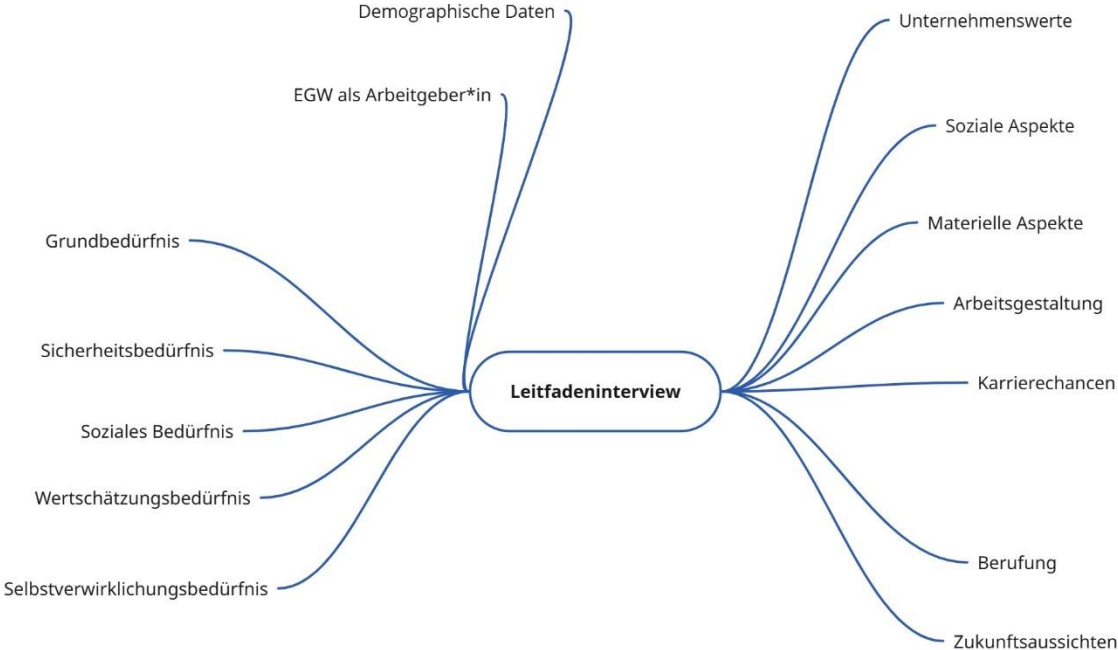 Demographische Daten
EGW als Arbeitgeber*in
Grundbedürfnis
Sicherheitsbedürfnis
Soziales Bedürfnis
Wertschätzungsbedürfnis
Selbstverwirklichungsbedürfnis
Leitfadeninterview
Unternehmenswerte
Soziale Aspekte
Materielle Aspekte
Arbeitsgestaltung
Karrierechancen
Berufung
Zukunftsaussichten